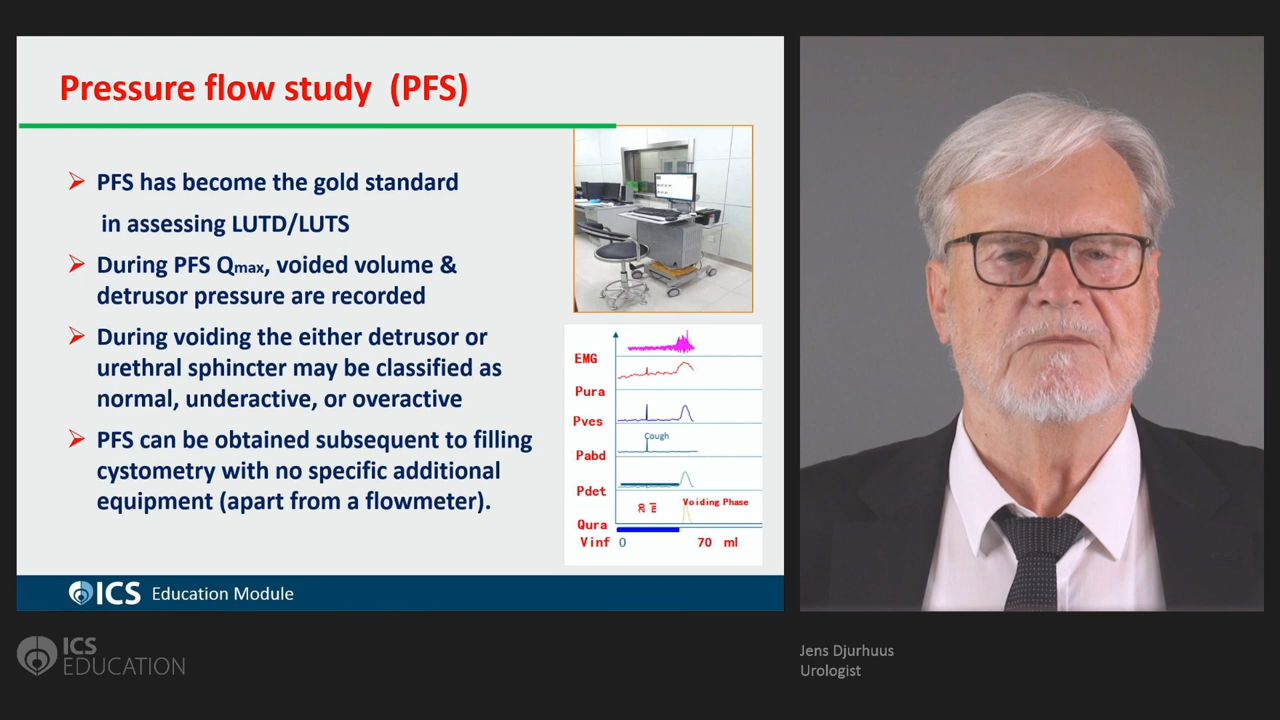 Pressure flow study (PFS)
PFS has become the gold standard
in assessing LUTD/LUTS
During PFS Qmax, voided volume &
detrusor pressure are recorded
During voiding the either detrusor or
urethral sphincter may be classified as
normal, underactive, or overactive
PFS can be obtained subsequent to filling
cystometry with no specific additional
equipment (apart from a flowmeter).
EMG
Pura
Pves
Cough
Pabd
Pdet
Voiding Phase
Qura
Vinf 0 70 ml
ICS Education Module
ICS
EDUCATION
Jens Djurhuus
Urologist